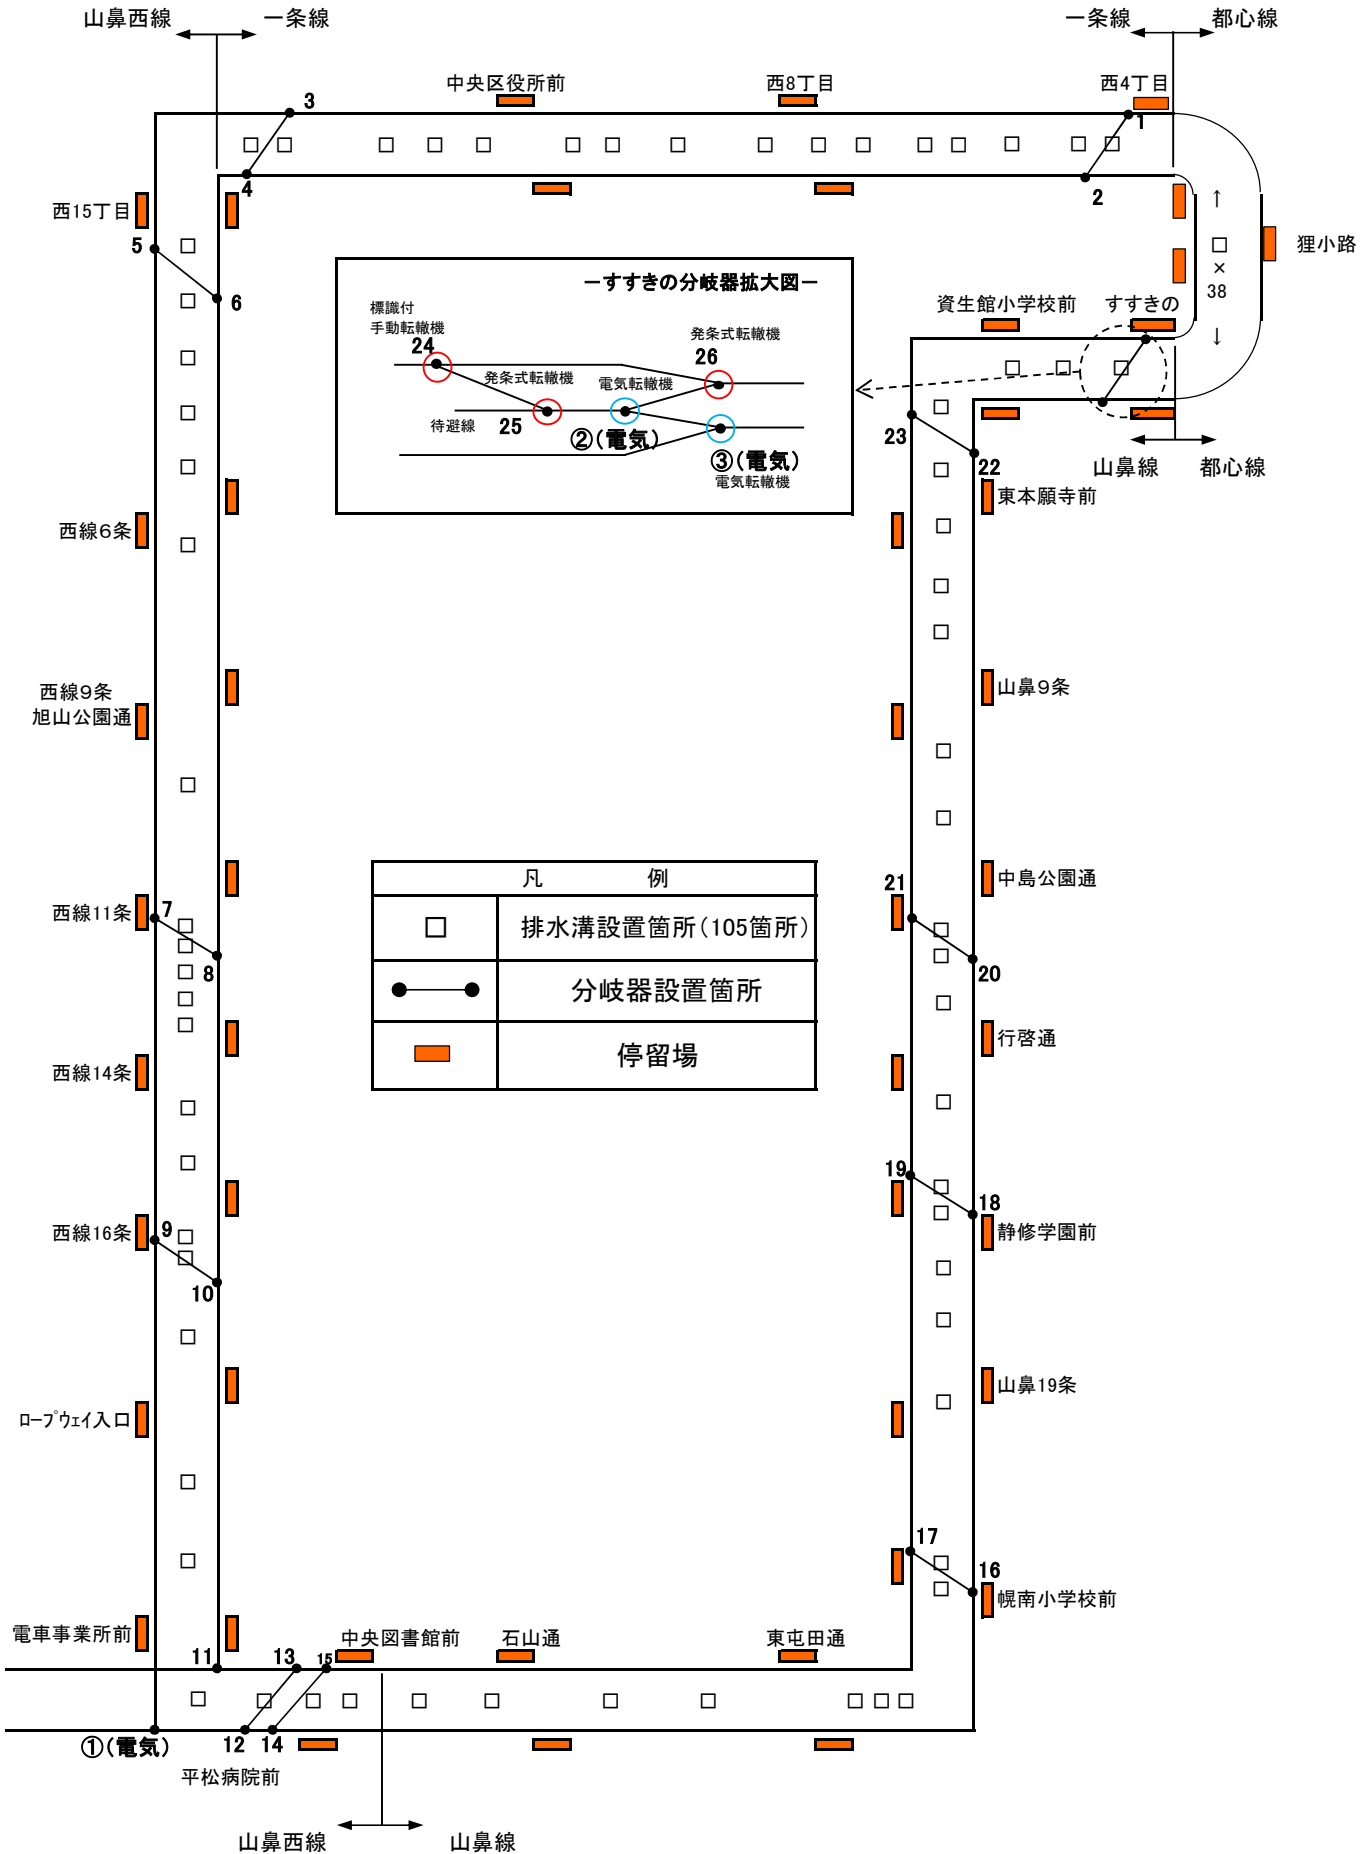 山鼻西線
一条線
一条線
都心線
中央区役所前
西8丁目
西4丁目
3
1
4
2
西15丁目
5
6
↑
□
×
38
↓
狸小路
資生館小学校前
すすきの
－すすきの分岐器拡大図－
標識付
手動転轍機
24
発条式転轍機
26
発条式転轍機
電気転轍機
待避線
25
②(電気)
③(電気)
電気転轍機
23
22
山鼻線
都心線
東本願寺前
西線6条
西線9条
旭山公園通
山鼻9条
凡 例
□ 排水溝設置箇所(105箇所)
分岐器設置箇所
停留場
21
中島公園通
西線11条
7
8
20
行啓通
西線14条
19
18
静修学園前
西線16条
9
10
山鼻19条
ロープウェイ入口
17
16
幌南小学校前
電車事業所前
11
13
15
中央図書館前
石山通
東屯田通
①(電気)
12
14
平松病院前
山鼻西線
山鼻線